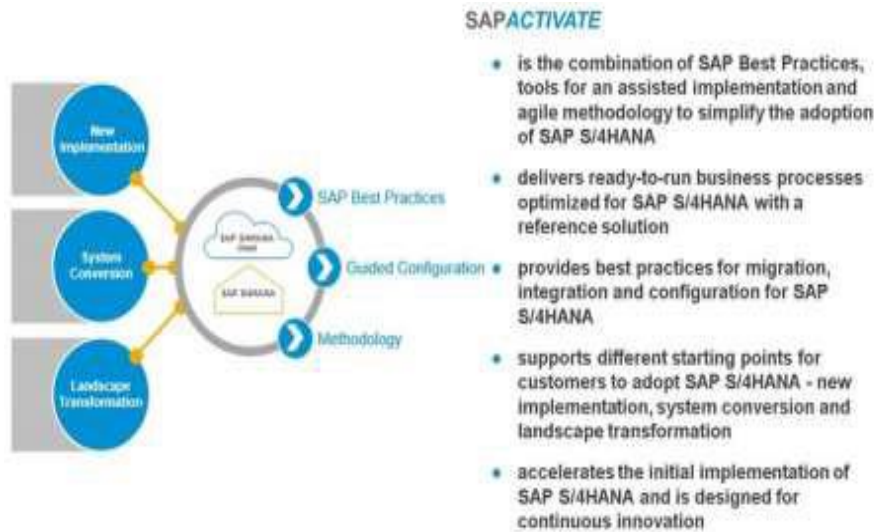 SAPACTIVATE
New
Implementation
System
Conversion
Landscape
Transformation
SAP S/4HANA
SAP S/4HANA
SAP Best Practices
Guided Configuration
Methodology
• is the combination of SAP Best Practices,
tools for an assisted implementation and
agile methodology to simplify the adoption
of SAP S/4HANA
• delivers ready-to-run business processes
optimized for SAP S/4HANA with a
reference solution
• provides best practices for migration,
integration and configuration for SAP
S/4HANA
• supports different starting points for
customers to adopt SAP S/4HANA - new
implementation, system conversion and
landscape transformation
• accelerates the initial implementation of
SAP S/4HANA and is designed for
continuous innovation